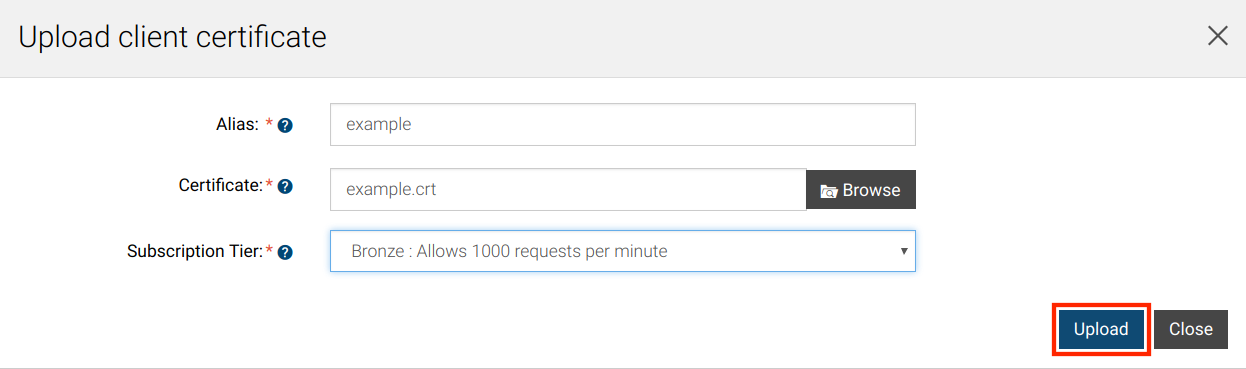 Upload client certificate
Alias: * ?
example
Certificate:* ?
example.crt
Browse
Subscription Tier:* ?
Bronze : Allows 1000 requests per minute
Upload
Close